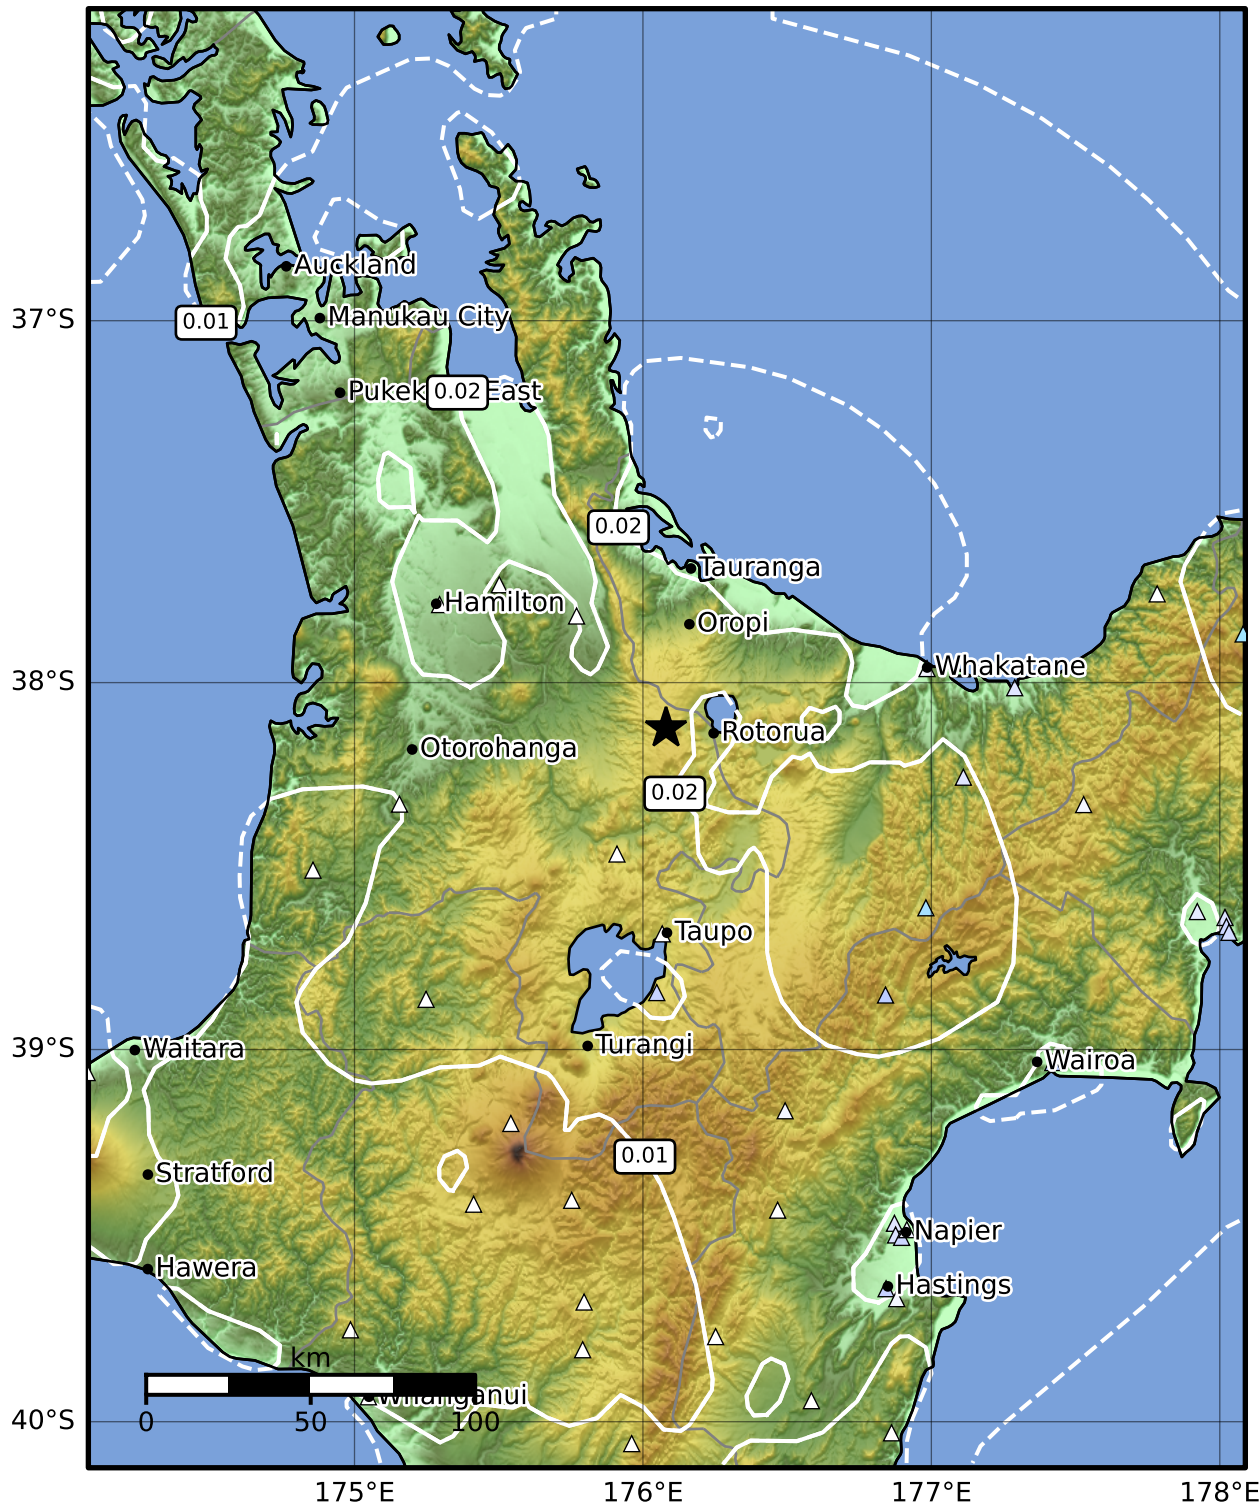 Auckland
37°S
0.01
Manukau City
Pukek
0.02
East
0.02
Tauranga
Hamilton
Oropi
Whakatane
38°S
Rotorua
Otorohanga
0.02
Taupo
39°S
Waitara
Turangi
Wairoa
0.01
Stratford
Napier
Hawera
Hastings
km
Whanganui
0
50
100
40°S
175°E
176°E
177°E
178°E